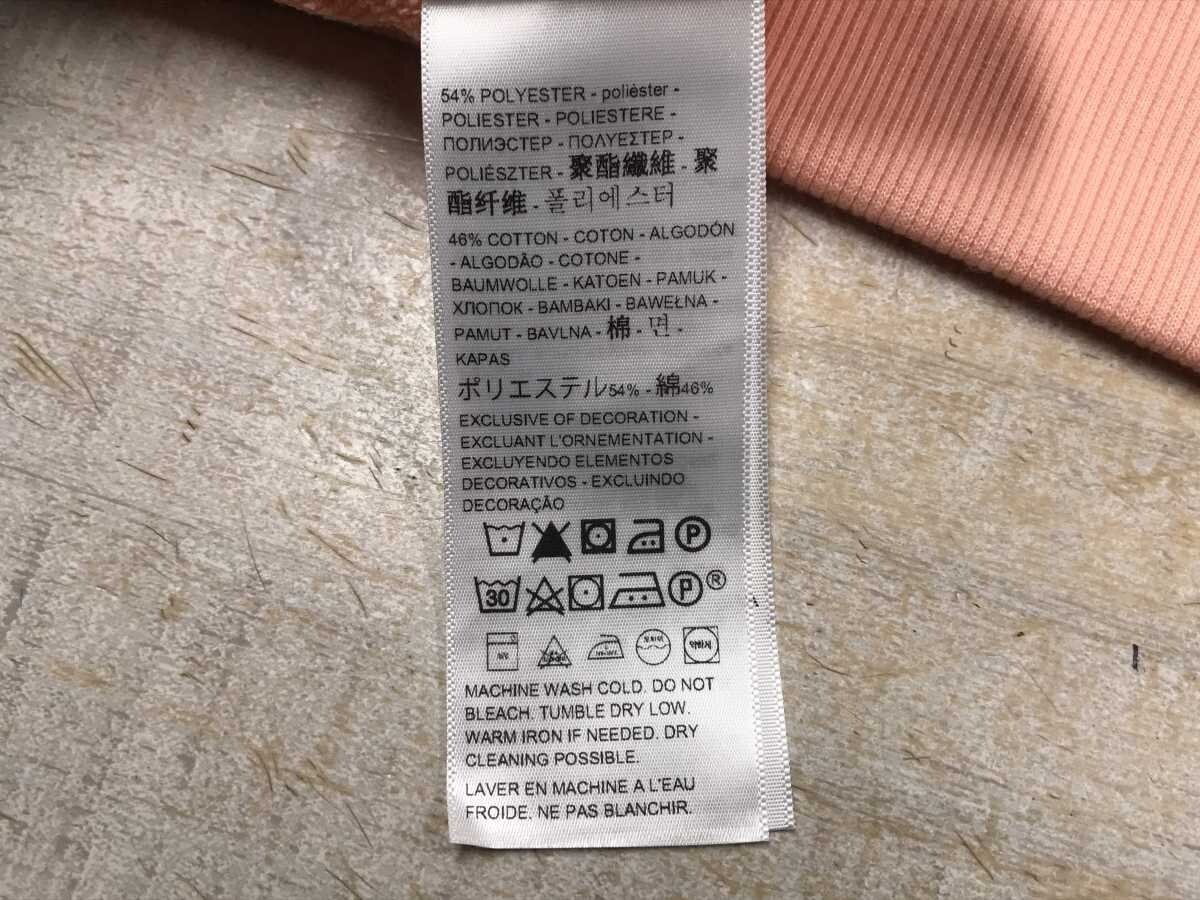 54% POLYESTER - polièster -
POLIESTER - POLIESTERE -
ПОЛИЭСТЕР - ΠΟΛΥΕΣΤΕΡ -
POLIÉSZTER - 聚酯纖維 - 聚
酯纤维 - 폴리에스터
46% COTTON - COTON - ALGODÓN
- ALGODÃO - COTONE -
BAUMWOLLE - KATOEN - PAMUK -
ХЛОПОК - BAMBAKI - BAWEŁNA -
PAMUT - BAVLNA - 棉 - 면 -
KAPAS
ポリエステル54% - 綿46%
EXCLUSIVE OF DECORATION -
EXCLUANT L'ORNEMENTATION -
EXCLUYENDO ELEMENTOS
DECORATIVOS - EXCLUINDO
DECORAÇÃO
P
30 P ®
MACHINE WASH COLD. DO NOT
BLEACH. TUMBLE DRY LOW.
WARM IRON IF NEEDED. DRY
CLEANING POSSIBLE.
LAVER EN MACHINE A L'EAU
FROIDE. NE PAS BLANCHIR.